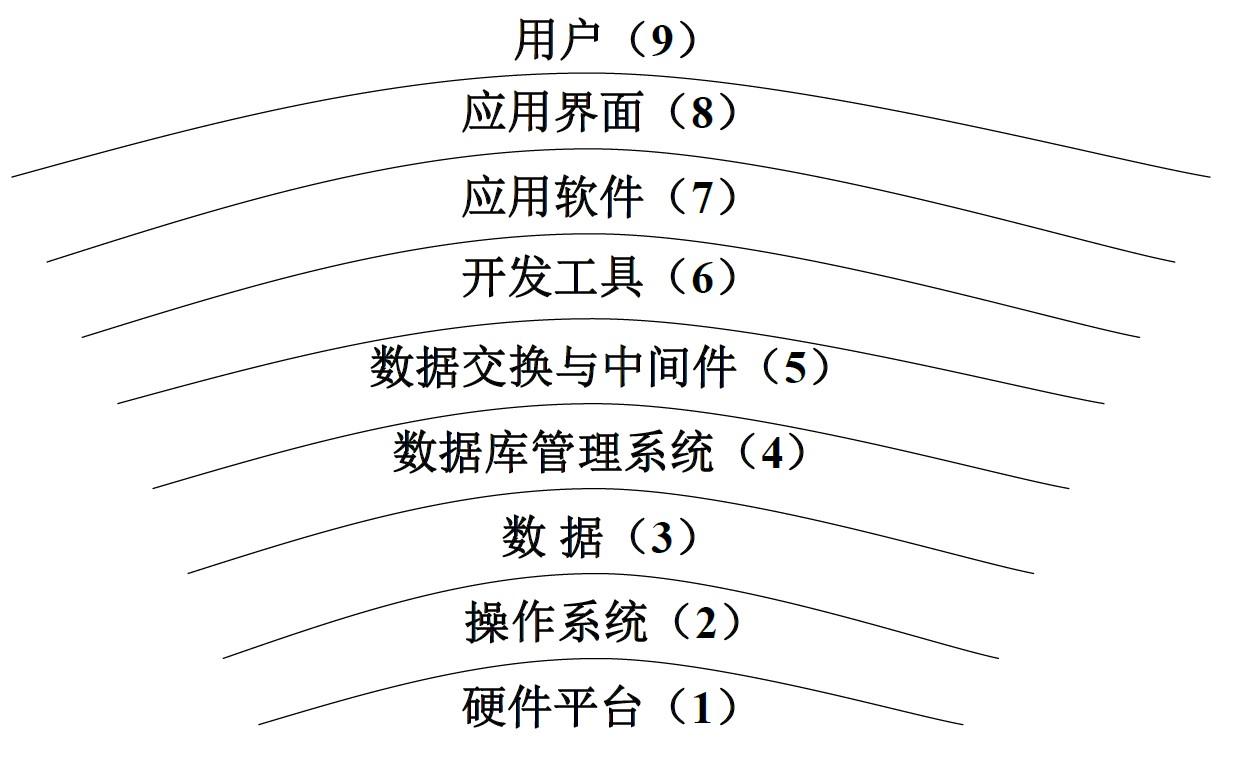 用户（9）
应用界面（8）
应用软件（7）
开发工具（6）
数据交换与中间件（5）
数据库管理系统（4）
数 据（3）
操作系统（2）
硬件平台（1）